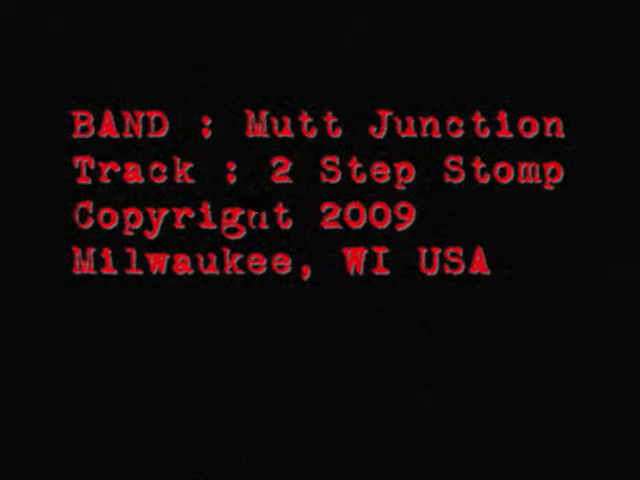 BAND : Mutt Junction
Track : 2 Step Stomp
Copyright 2009
Milwaukee, WI USA